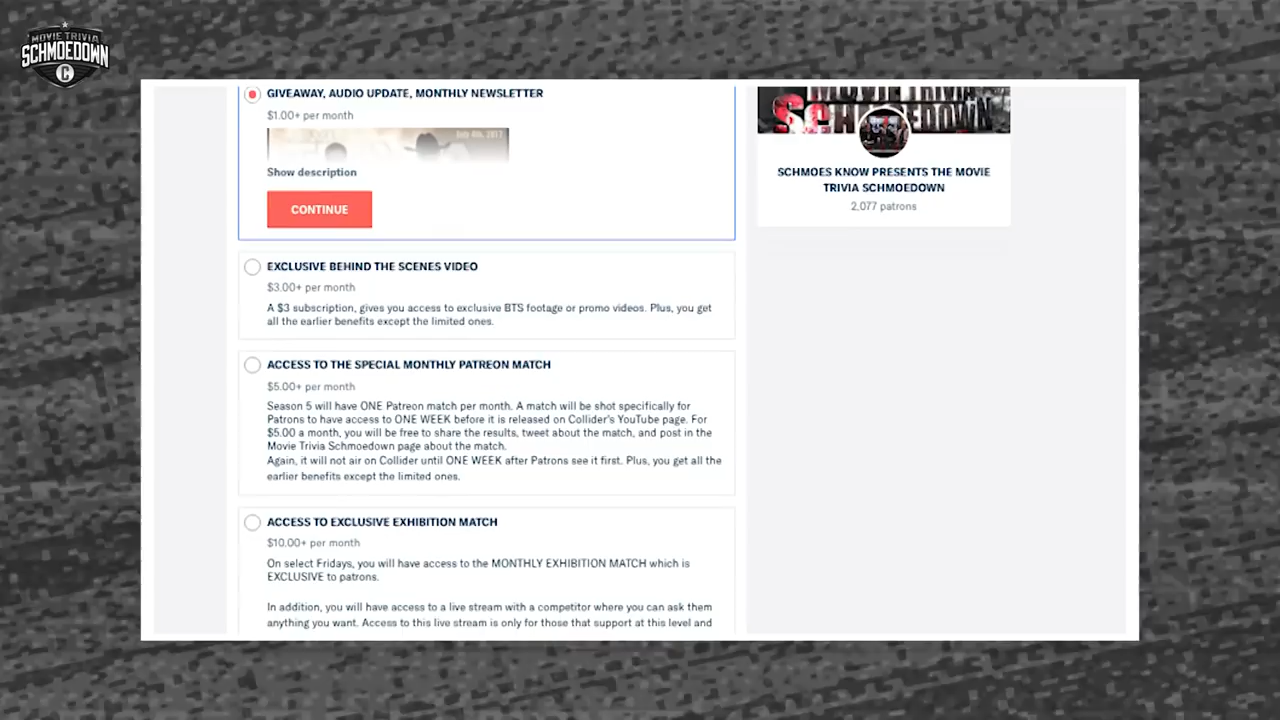 MOVIE TRIVIA
SCHMOEDOWN
C
GIVEAWAY, AUDIO UPDATE, MONTHLY NEWSLETTER
$1.00+ per month
July 4th, 2017
Show description
CONTINUE
EXCLUSIVE BEHIND THE SCENES VIDEO
$3.00+ per month
A $3 subscription, gives you access to exclusive BTS footage or promo videos. Plus, you get
all the earlier benefits except the limited ones.
ACCESS TO THE SPECIAL MONTHLY PATREON MATCH
$5.00+ per month
Season 5 will have ONE Patreon match per month. A match will be shot specifically for
Patrons to have access to ONE WEEK before it is released on Collider's YouTube page. For
$5.00 a month, you will be free to share the results, tweet about the match, and post in the
Movie Trivia Schmoedown page about the match.
Again, it will not air on Collider until ONE WEEK after Patrons see it first. Plus, you get all the
earlier benefits except the limited ones.
ACCESS TO EXCLUSIVE EXHIBITION MATCH
$10.00+ per month
On select Fridays, you will have access to the MONTHLY EXHIBITION MATCH which is
EXCLUSIVE to patrons.
In addition, you will have access to a live stream with a competitor where you can ask them
anything you want. Access to this live stream is only for those that support at this level and
MOVIE TRIVIA
SCHMOEDOWN
SCHMOES KNOW PRESENTS THE MOVIE
TRIVIA SCHMOEDOWN
2,077 patrons